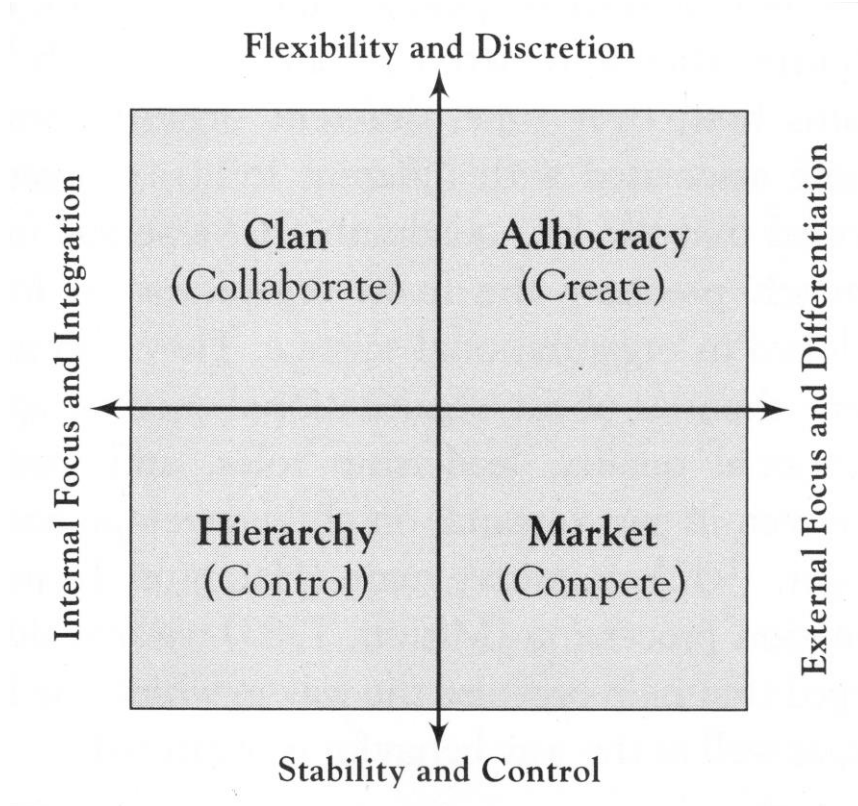 Flexibility and Discretion
Internal Focus and Integration
Clan
(Collaborate)
Adhocracy
(Create)
External Focus and Differentiation
Hierarchy
(Control)
Market
(Compete)
Stability and Control